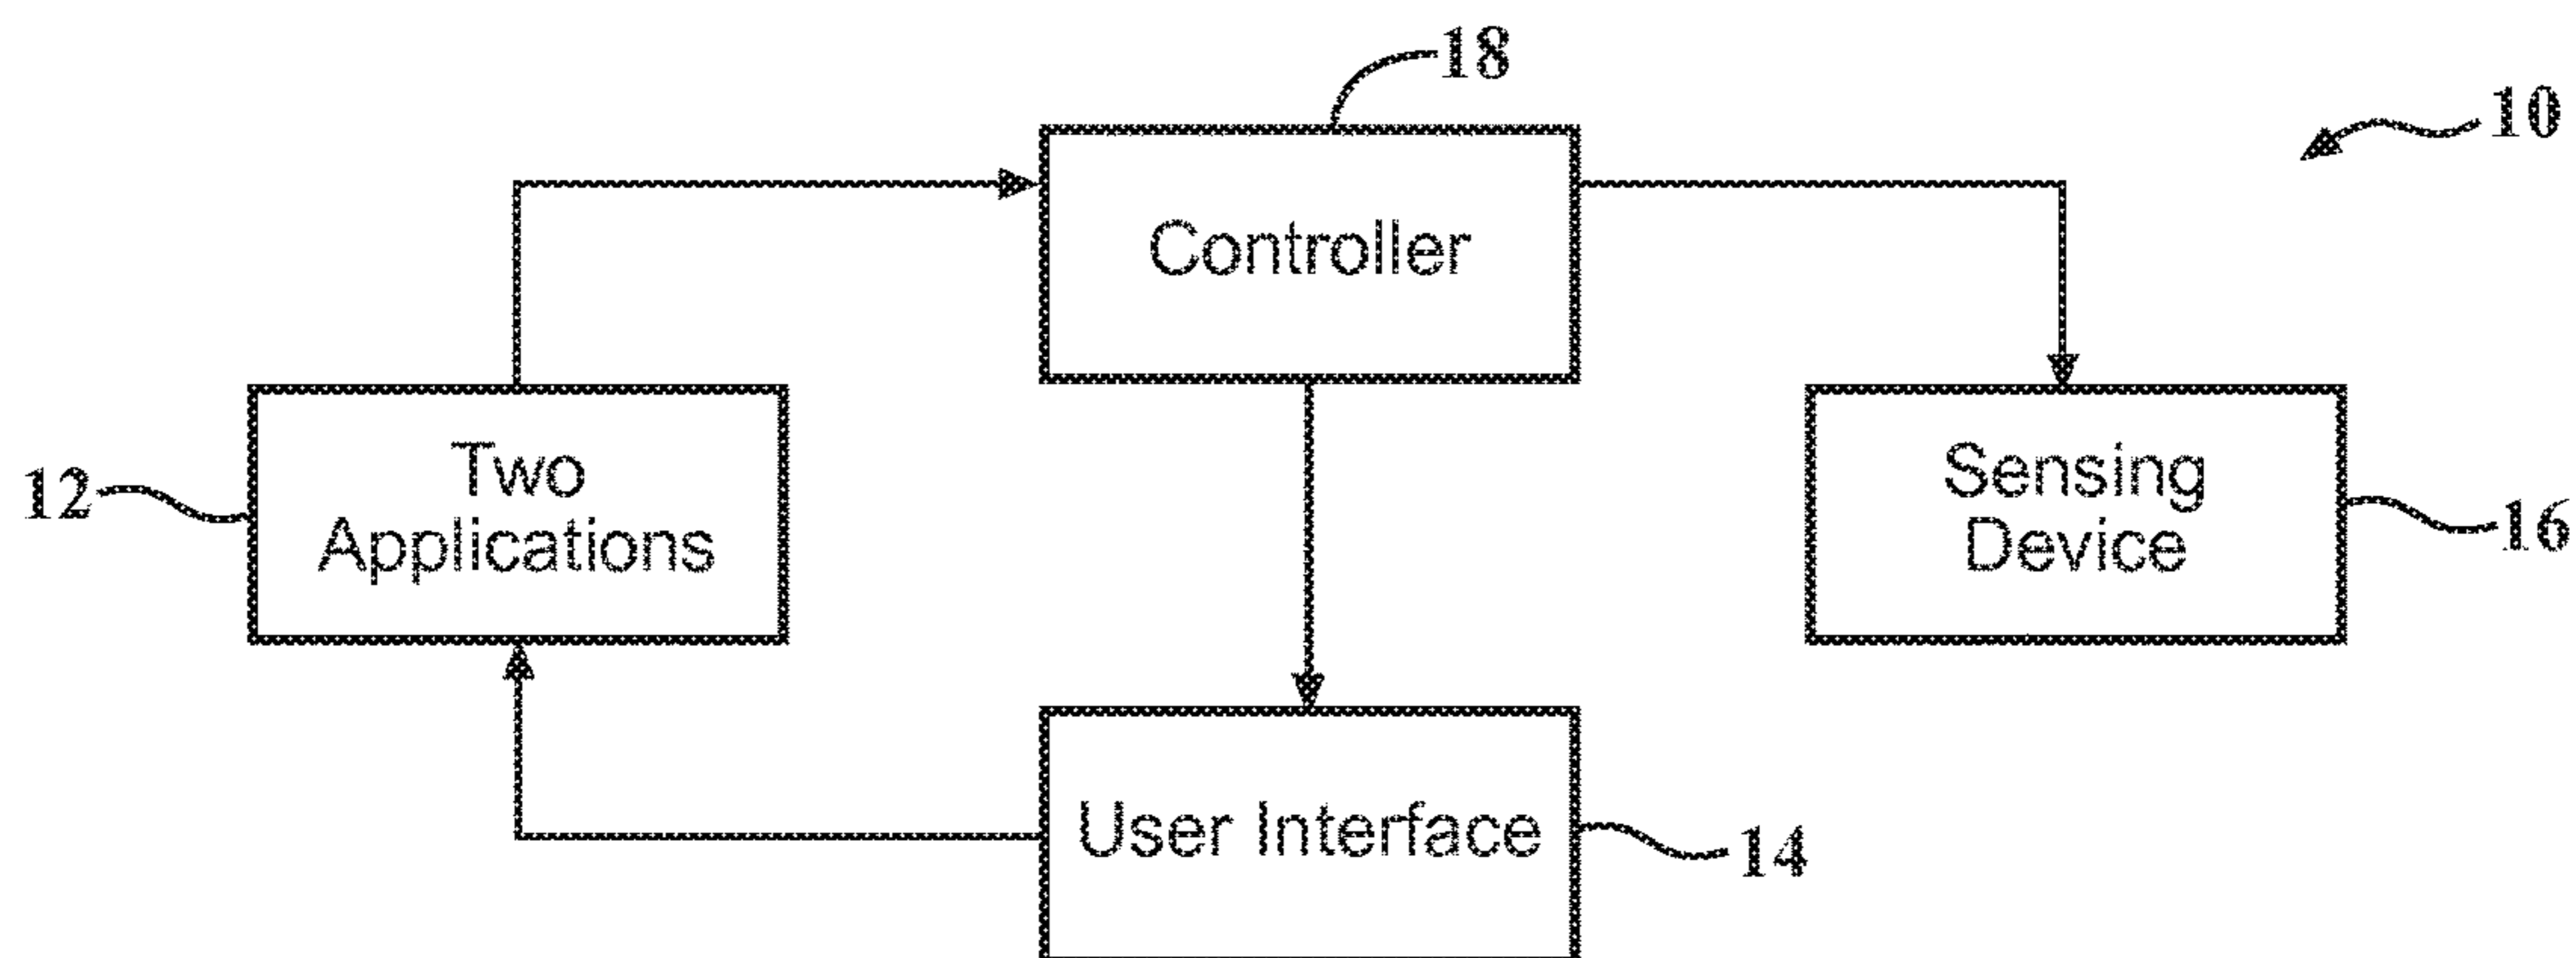 18
10
Controller
12
Two
Applications
Sensing
Device
16
User Interface
14